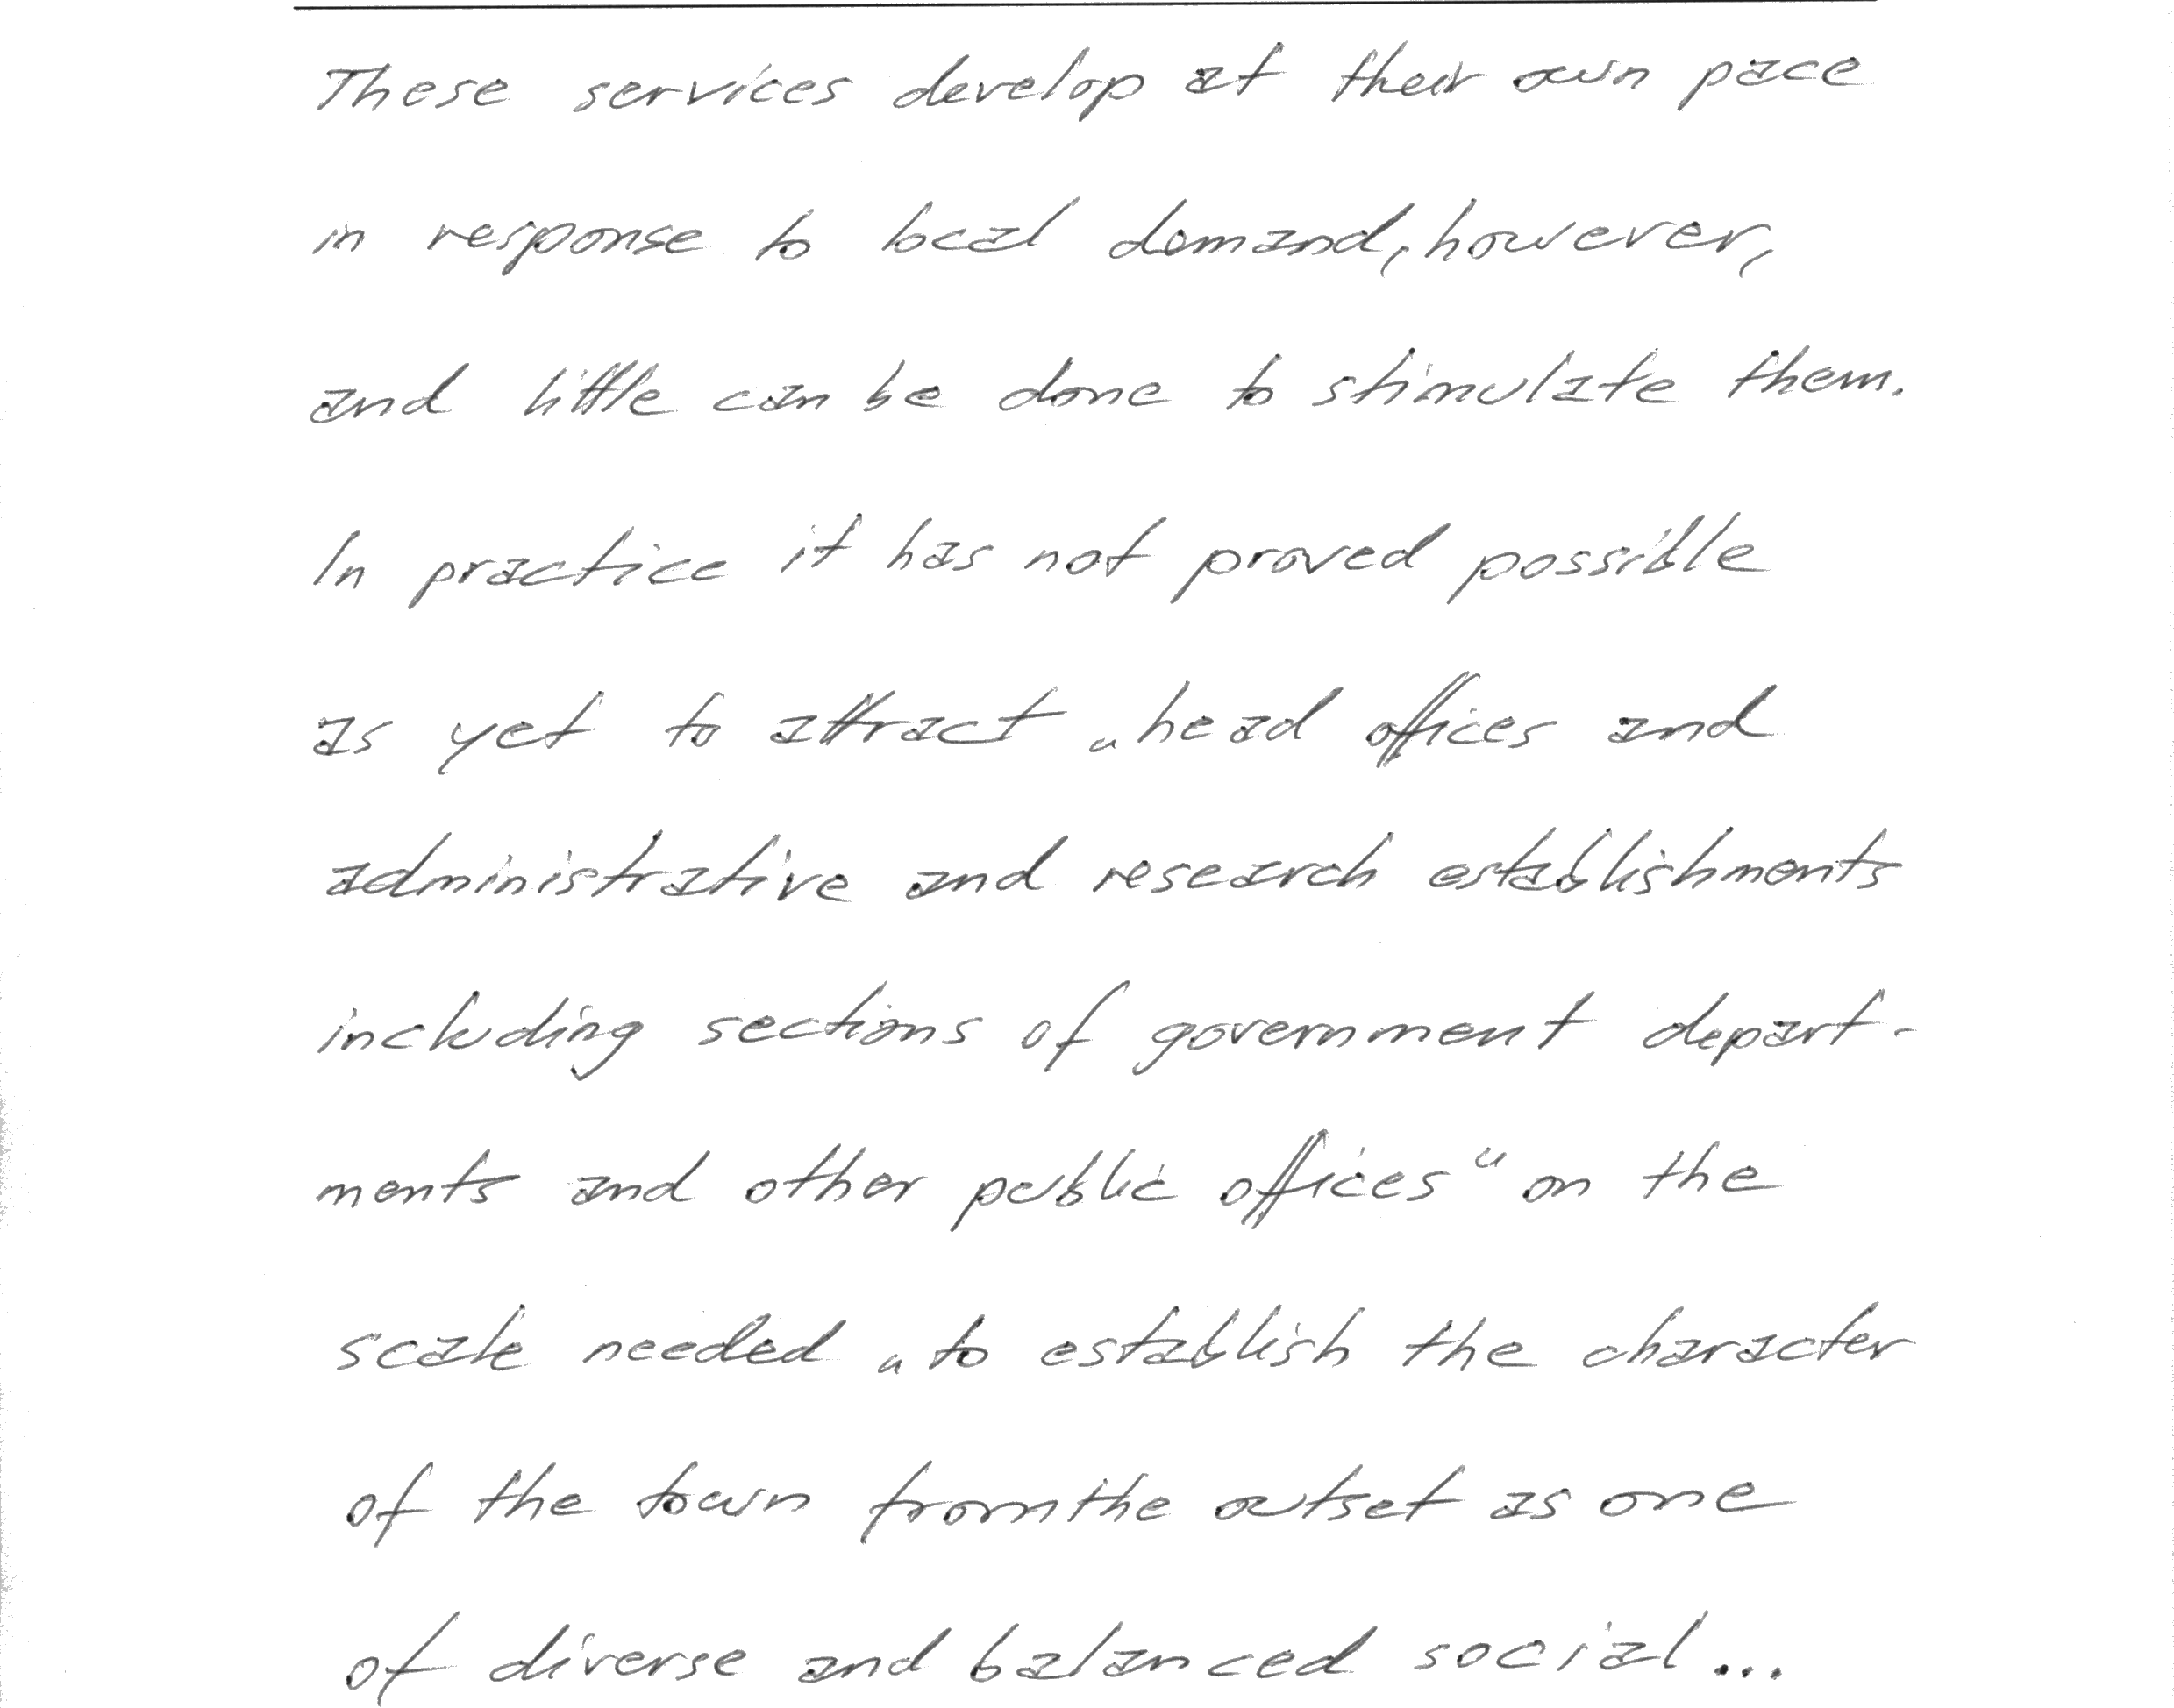 These services develop at their own pace
in response to local demand, however,
and little can be done to stimulate them.
In practice it has not proved possible
as yet to attract „head offices and
administrative and research establishments
including sections of government depart-
ments and other public offices“ on the
scale needed „to establish the character
of the town from the outset as one
of diverse and balanced social...